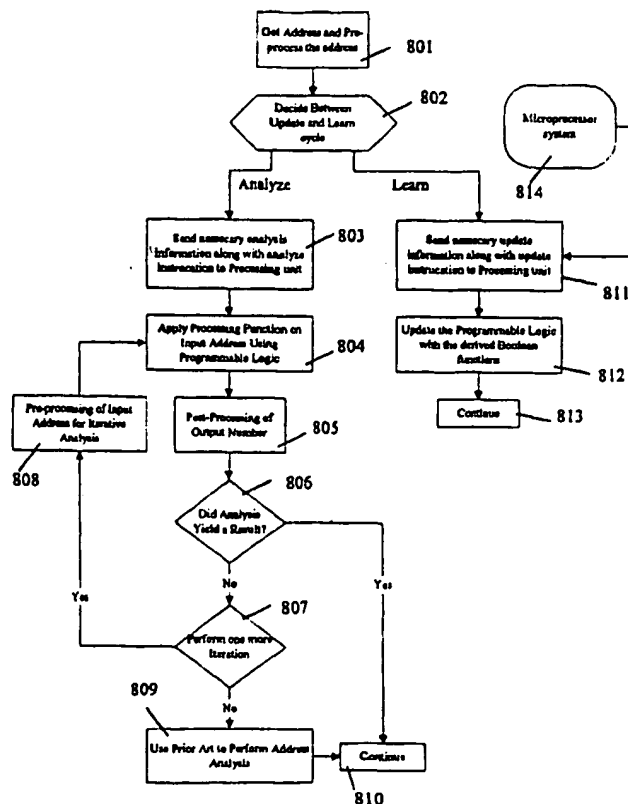 Get Address and Pre-
process the address
801
802
Decide Between
Update and Learn
cycle
Microprocessor
system
814
Analyze
Learn
803
Send necessary analysis
Information along with analyze
Instrucation to Processing unit
Send necessary update
Information along with update
Instrucation to Processing unit
811
Apply Processing Function on
Input Address Using
Programmable Logic
804
Update the Programmable Logic
with the derived Boolean
functions
812
Pre-processing of Input
Address for Iterative
Analysis
808
Post-Processing of
Output Number
805
Continue
813
806
Did Analysis
Yield a Result?
No
Yes
Yes
807
Perform one more
Iteration
No
809
Use Prior Art to Perform Address
Analysis
Continue
810